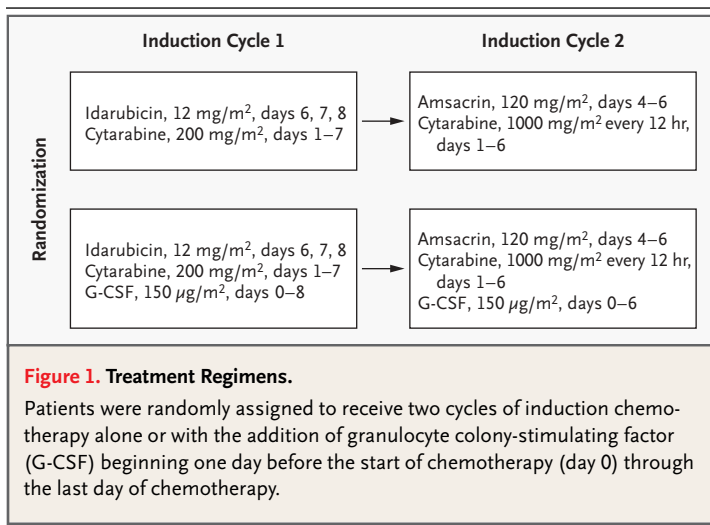 Induction Cycle 1
Induction Cycle 2
Randomization
Idarubicin, 12 mg/m², days 6, 7, 8
Cytarabine, 200 mg/m², days 1–7
Amsacrin, 120 mg/m², days 4–6
Cytarabine, 1000 mg/m² every 12 hr,
days 1–6
Idarubicin, 12 mg/m², days 6, 7, 8
Cytarabine, 200 mg/m², days 1–7
G-CSF, 150 µg/m², days 0–8
Amsacrin, 120 mg/m², days 4–6
Cytarabine, 1000 mg/m² every 12 hr,
days 1–6
G-CSF, 150 µg/m², days 0–6
Figure 1. Treatment Regimens.
Patients were randomly assigned to receive two cycles of induction chemo-
therapy alone or with the addition of granulocyte colony-stimulating factor
(G-CSF) beginning one day before the start of chemotherapy (day 0) through
the last day of chemotherapy.